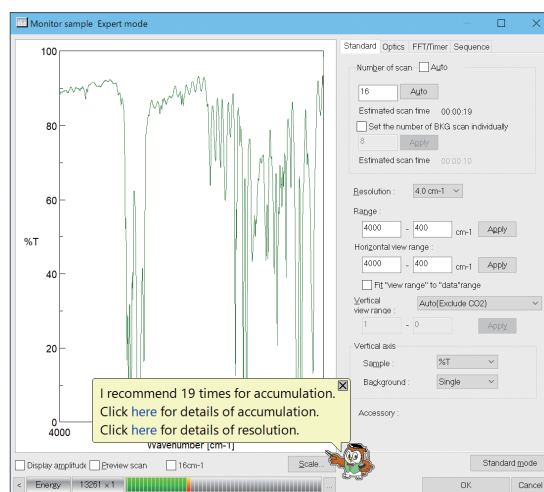 Monitor sample Expert mode
100
80
60
40
20
0
%T
4000
Wavenumber [cm-1]
I recommend 19 times for accumulation.
Click here for details of accumulation.
Click here for details of resolution.
Display amplitude
Preview scan
16cm-1
Scale...
< Energy 13261 x 1 ...
Standard Optics FFT/Timer Sequence
Number of scan Auto
16 Auto
Estimated scan time 00:00:19
Set the number of BKG scan individually
8 Apply
Estimated scan time 00:00:10
Resolution : 4.0 cm-1
Range :
4000 - 400 cm-1 Apply
Horizontal view range :
4000 - 400 cm-1 Apply
Fit "view range" to "data"range
Vertical view range : Auto(Exclude CO2)
1 - 0 Apply
Vertical axis
Sample : %T
Background : Single
Accessory :
Standard mode
OK Cancel